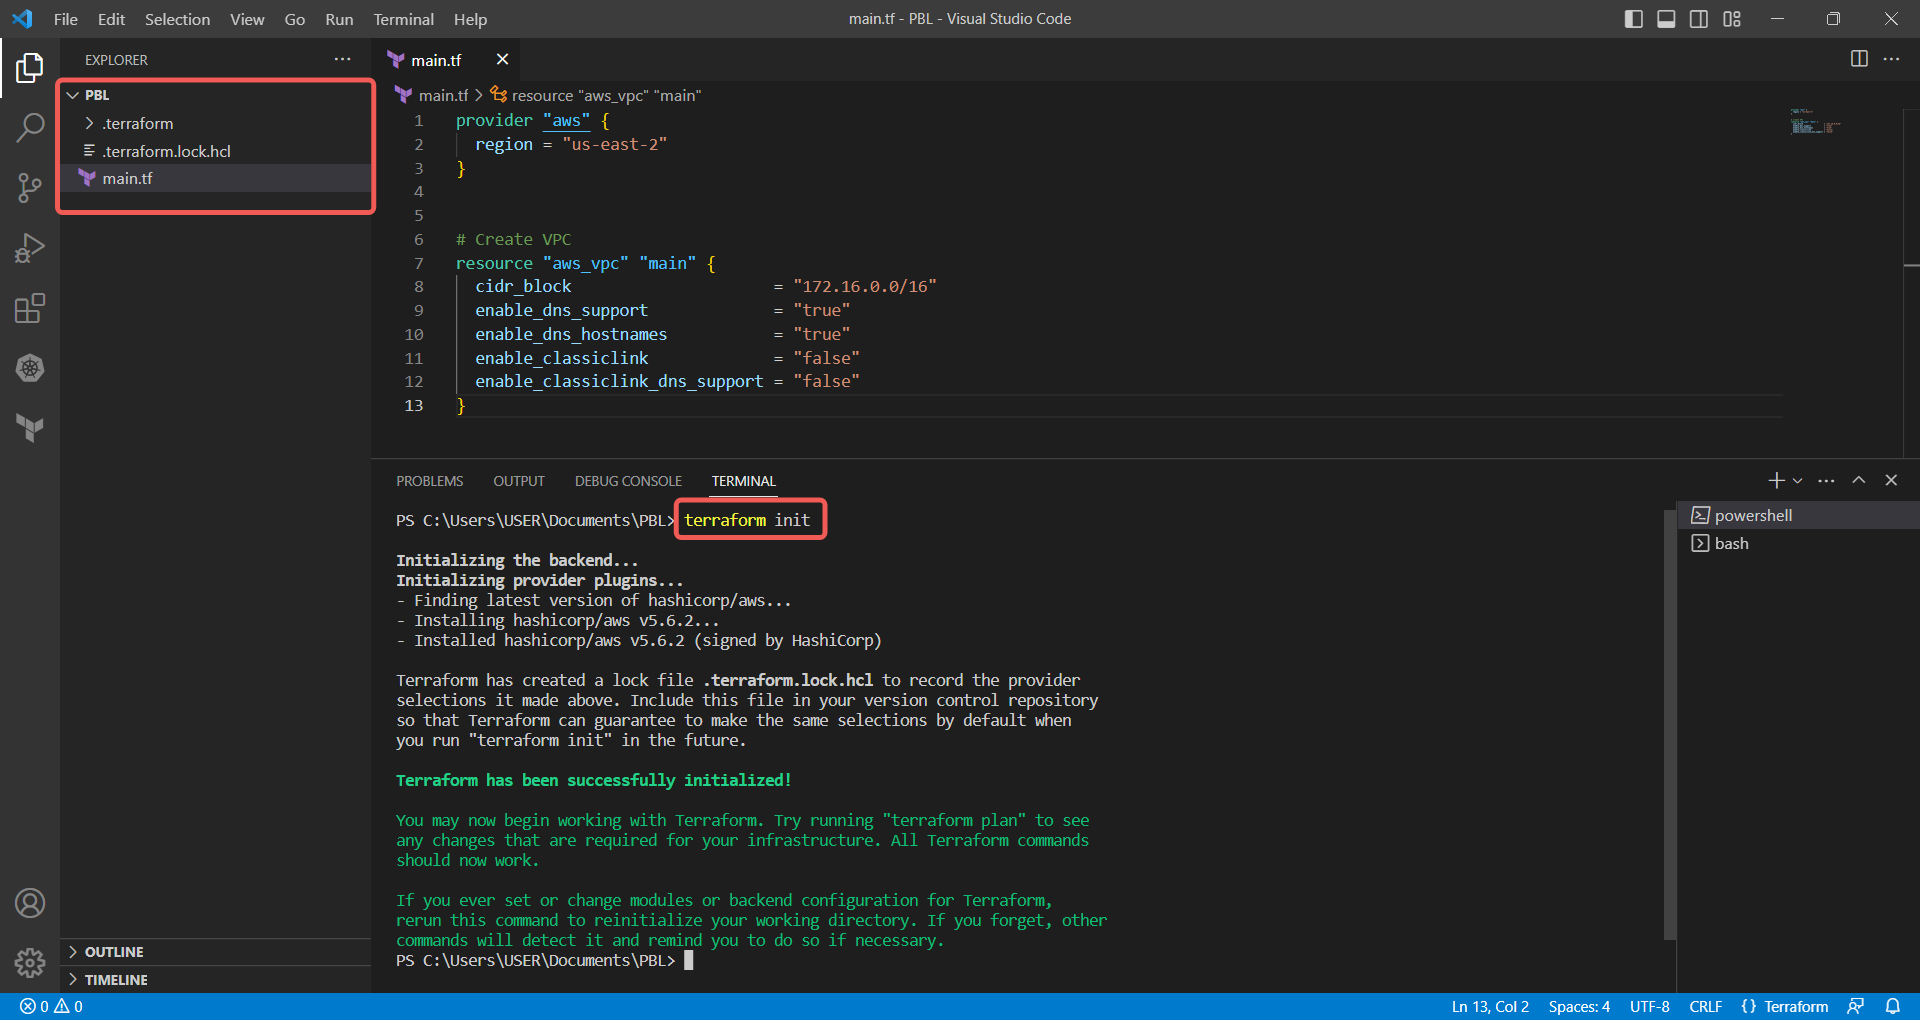 File Edit Selection View Go Run Terminal Help
main.tf - PBL - Visual Studio Code
EXPLORER
PBL
.terraform
.terraform.lock.hcl
main.tf
OUTLINE
TIMELINE
main.tf
main.tf > resource "aws_vpc" "main"
1 provider "aws" {
2 region = "us-east-2"
3 }
4
5
6 # Create VPC
7 resource "aws_vpc" "main" {
8 cidr_block = "172.16.0.0/16"
9 enable_dns_support = "true"
10 enable_dns_hostnames = "true"
11 enable_classiclink = "false"
12 enable_classiclink_dns_support = "false"
13 }
PROBLEMS OUTPUT DEBUG CONSOLE TERMINAL
PS C:\Users\USER\Documents\PBL> terraform init
Initializing the backend...
Initializing provider plugins...
- Finding latest version of hashicorp/aws...
- Installing hashicorp/aws v5.6.2...
- Installed hashicorp/aws v5.6.2 (signed by HashiCorp)
Terraform has created a lock file .terraform.lock.hcl to record the provider
selections it made above. Include this file in your version control repository
so that Terraform can guarantee to make the same selections by default when
you run "terraform init" in the future.
Terraform has been successfully initialized!
You may now begin working with Terraform. Try running "terraform plan" to see
any changes that are required for your infrastructure. All Terraform commands
should now work.
If you ever set or change modules or backend configuration for Terraform,
rerun this command to reinitialize your working directory. If you forget, other
commands will detect it and remind you to do so if necessary.
PS C:\Users\USER\Documents\PBL>
powershell
bash
0 0
Ln 13, Col 2 Spaces: 4 UTF-8 CRLF {} Terraform